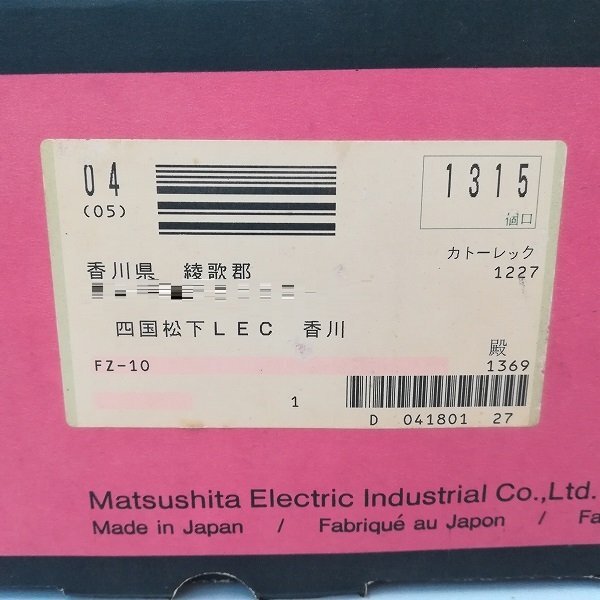 04
(05)
1315
個口
カトーレック
香川県 綾歌郡
1227
四国松下LEC 香川
殿
FZ-10
1369
1
D 041801 27
Matsushita Electric Industrial Co.,Ltd.
Made in Japan / Fabriqué au Japon / Fa